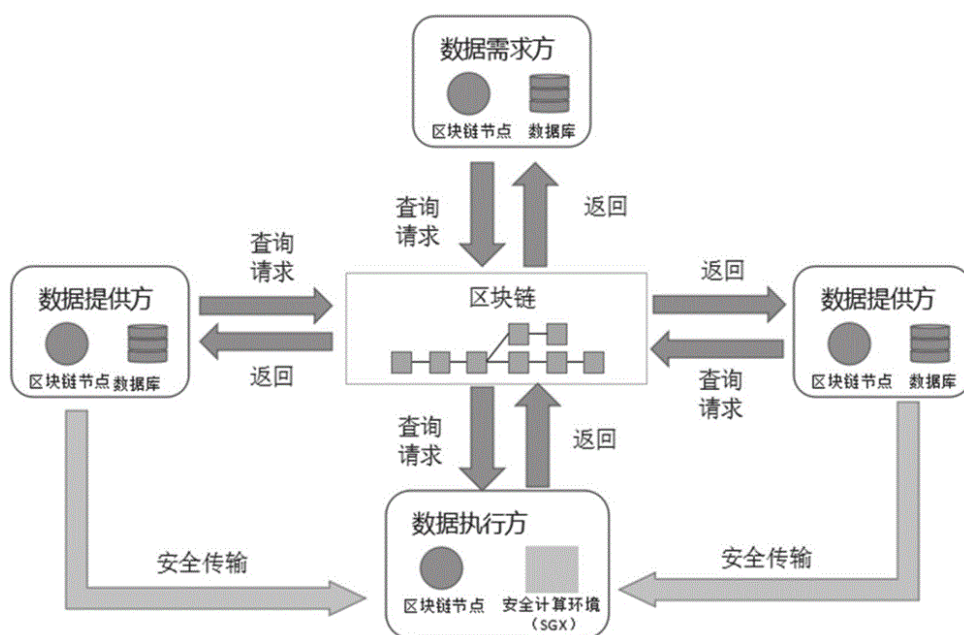 数据需求方
区块链节点
数据库
查询
请求
返回
查询
请求
返回
数据提供方
区块链节点
数据库
返回
区块链
数据提供方
区块链节点
数据库
查询
请求
查询
请求
返回
数据执行方
区块链节点
安全计算环境
（SGX）
安全传输
安全传输